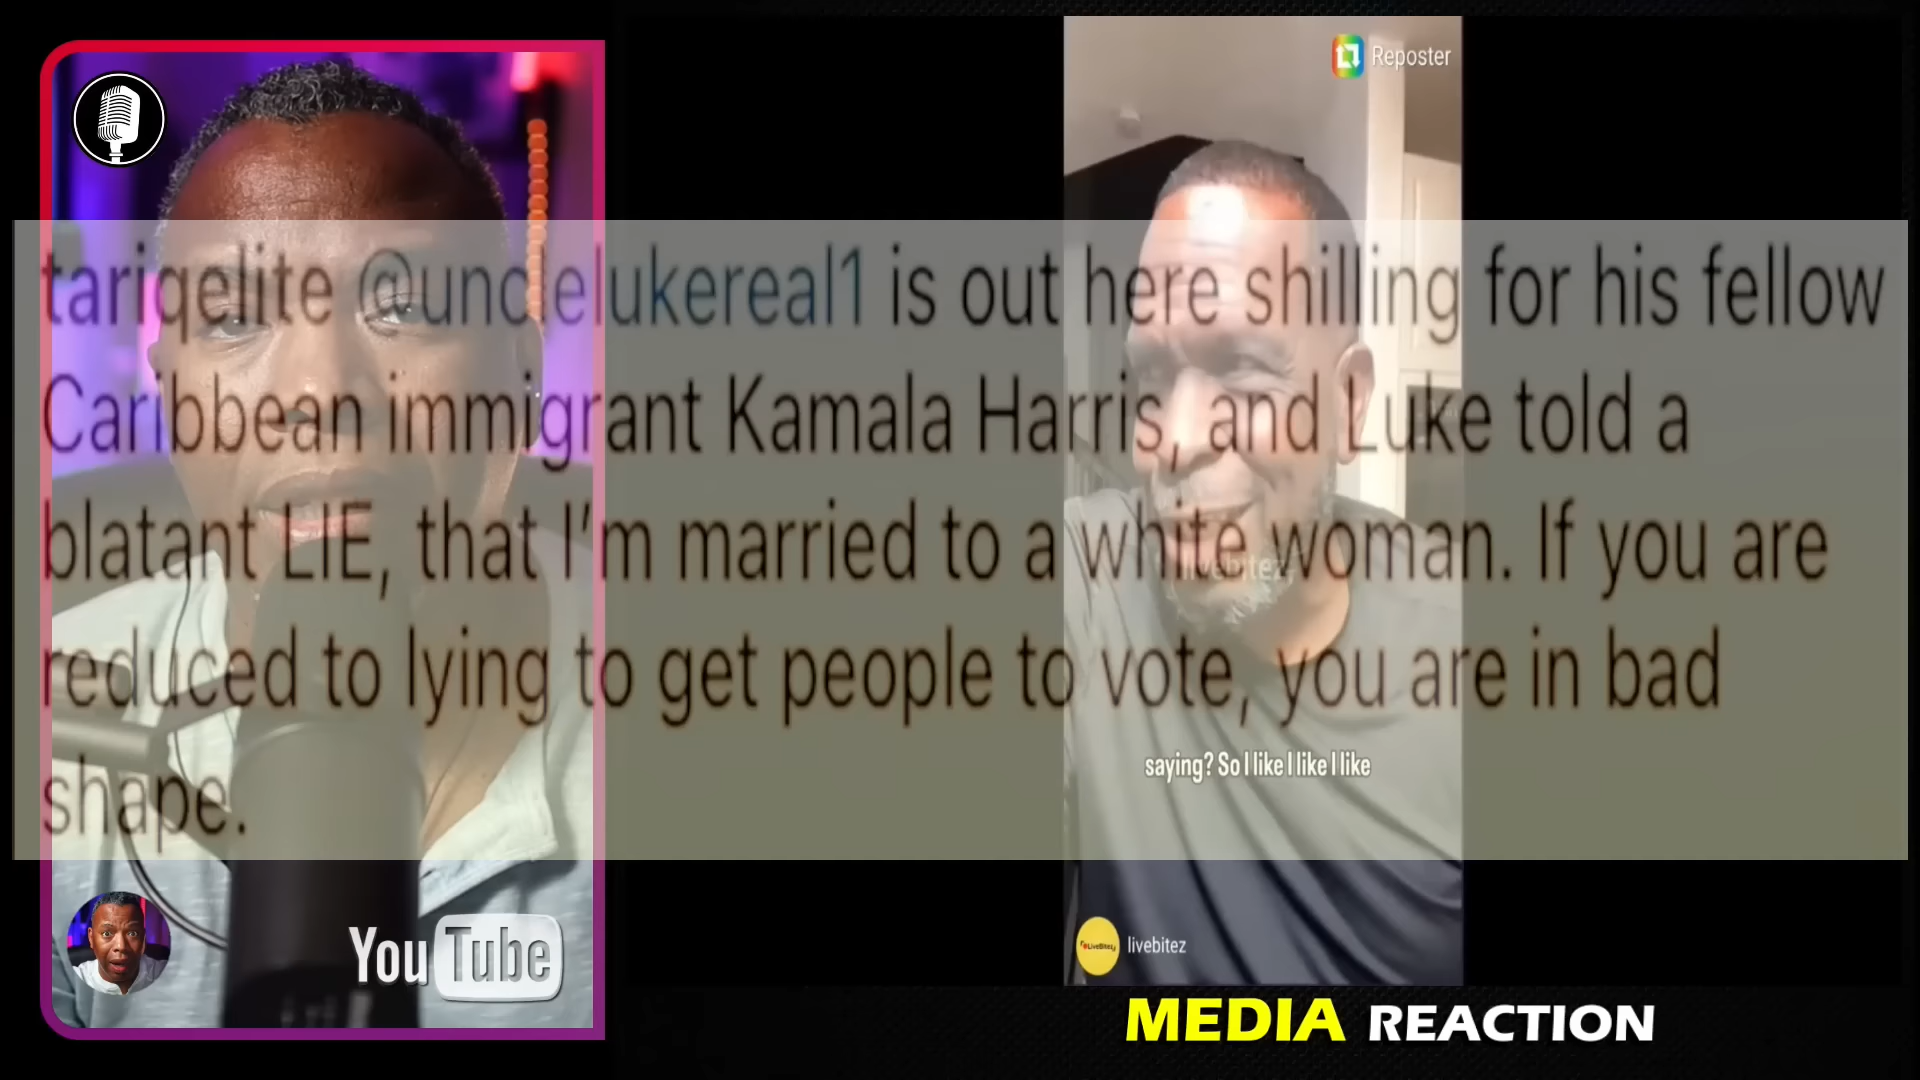 Reposter
tariqelite @unclelukereal1 is out here shilling for his fellow
Caribbean immigrant Kamala Harris, and Luke told a
blatant LIE, that I'm married to a white woman. If you are
reduced to lying to get people to vote, you are in bad
shape.
livebitez
saying? So I like I like I like
YouTube
livebitez
MEDIA REACTION